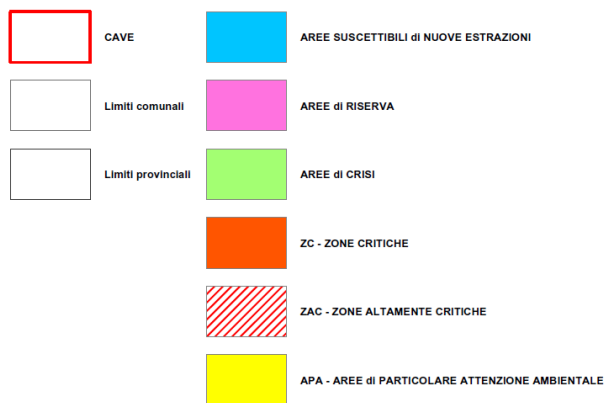 CAVE
AREE SUSCETTIBILI di NUOVE ESTRAZIONI
Limiti comunali
AREE di RISERVA
Limiti provinciali
AREE di CRISI
ZC - ZONE CRITICHE
ZAC - ZONE ALTAMENTE CRITICHE
APA - AREE di PARTICOLARE ATTENZIONE AMBIENTALE